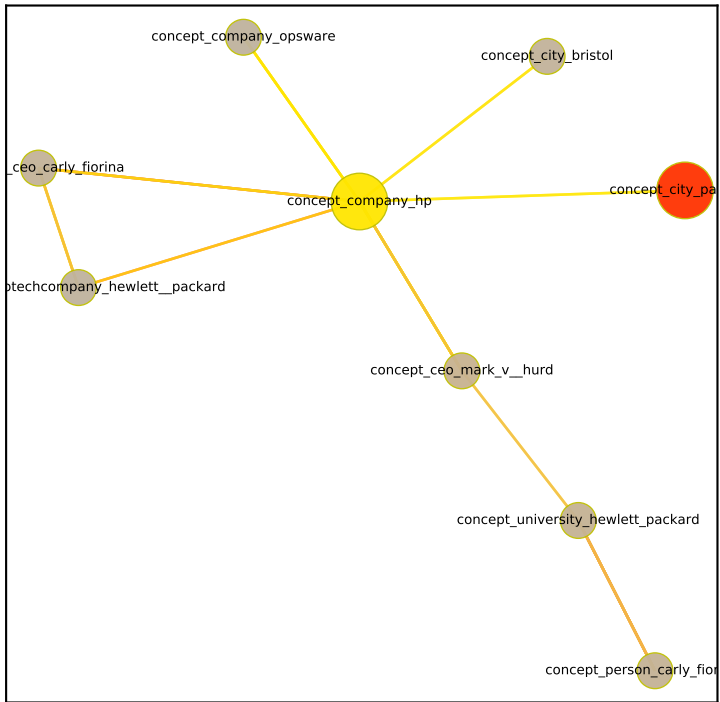 concept_company_opsware
concept_city_bristol
_ceo_carly_fiorina
concept_city_pa
concept_company_hp
otechcompany_hewlett__packard
concept_ceo_mark_v__hurd
concept_university_hewlett_packard
concept_person_carly_fior